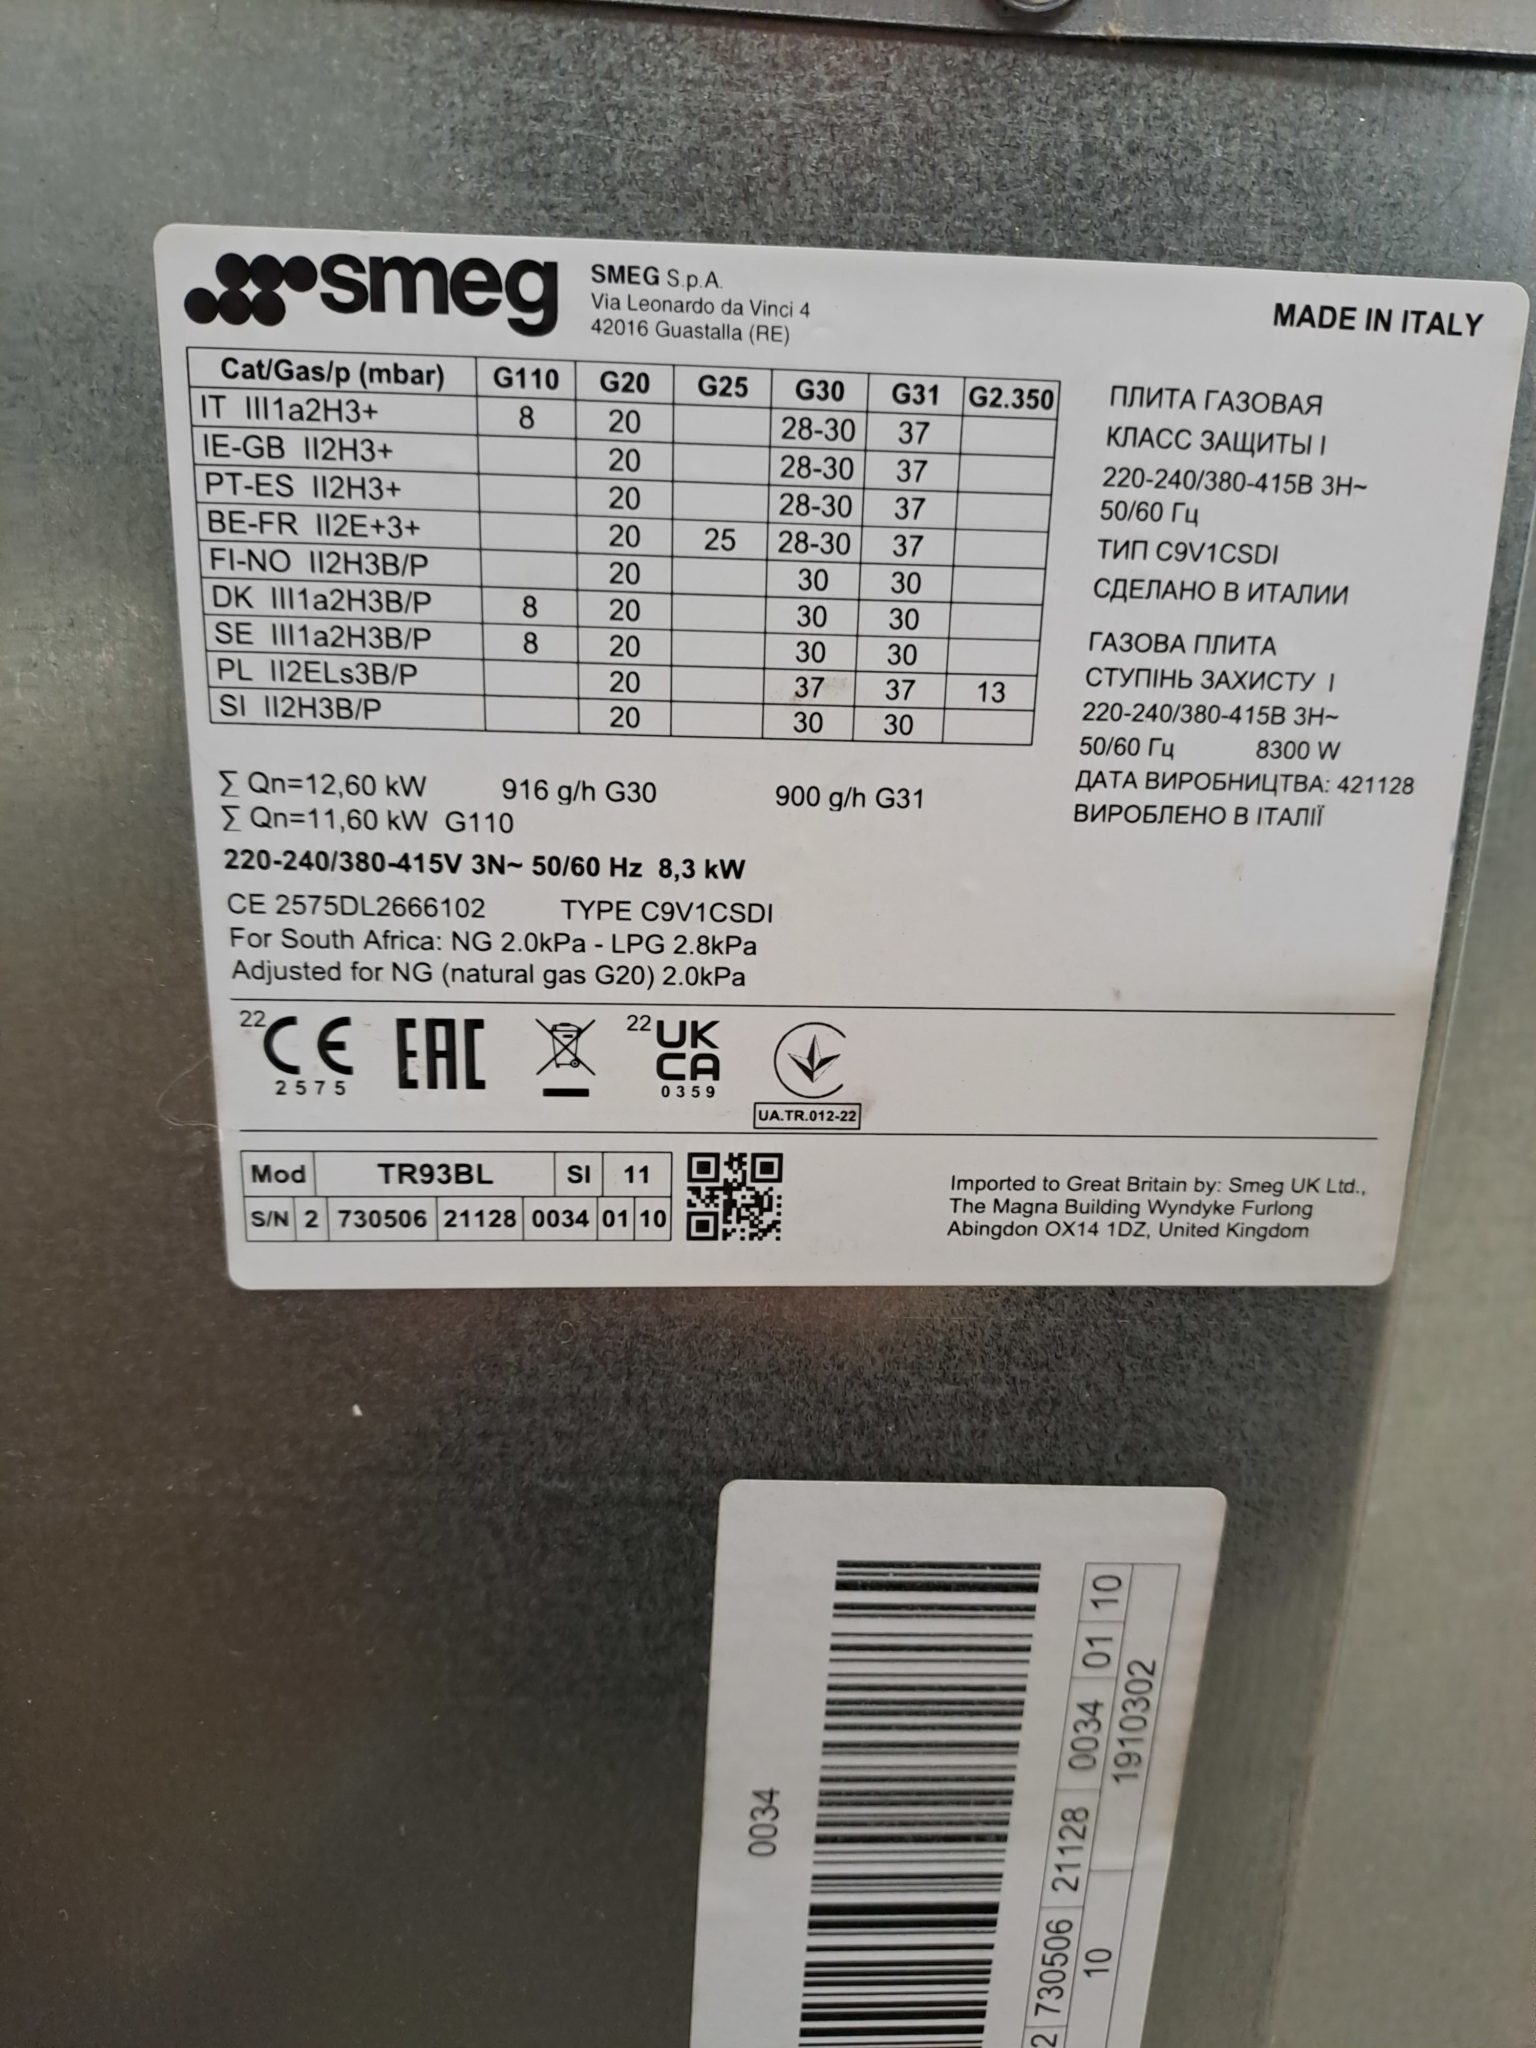 smeg
SMEG S.p.A.
Via Leonardo da Vinci 4
42016 Guastalla (RE)
MADE IN ITALY
Cat/Gas/p (mbar) G110 G20 G25 G30 G31 G2.350
IT III1a2H3+ 8 20 28-30 37
IE-GB II2H3+ 20 28-30 37
PT-ES II2H3+ 20 28-30 37
BE-FR II2E+3+ 20 25 28-30 37
FI-NO II2H3B/P 20 30 30
DK III1a2H3B/P 8 20 30 30
SE III1a2H3B/P 8 20 30 30
PL II2ELs3B/P 20 37 37 13
SI II2H3B/P 20 30 30
ПЛИТА ГАЗОВАЯ
КЛАСС ЗАЩИТЫ I
220-240/380-415В 3Н~
50/60 Гц
ТИП C9V1CSDI
СДЕЛАНО В ИТАЛИИ
ГАЗОВА ПЛИТА
СТУПІНЬ ЗАХИСТУ I
220-240/380-415В 3Н~
50/60 Гц 8300 W
ДАТА ВИРОБНИЦТВА: 421128
ВИРОБЛЕНО В ІТАЛІЇ
∑ Qn=12,60 kW 916 g/h G30 900 g/h G31
∑ Qn=11,60 kW G110
220-240/380-415V 3N~ 50/60 Hz 8,3 kW
CE 2575DL2666102 TYPE C9V1CSDI
For South Africa: NG 2.0kPa - LPG 2.8kPa
Adjusted for NG (natural gas G20) 2.0kPa
22 CE 2575
EAC
22 UK CA 0359
UA.TR.012-22
Mod TR93BL SI 11
S/N 2 730506 21128 0034 01 10
Imported to Great Britain by: Smeg UK Ltd.,
The Magna Building Wyndyke Furlong
Abingdon OX14 1DZ, United Kingdom
0034
2 730506 21128 0034 01 10
10 1910302